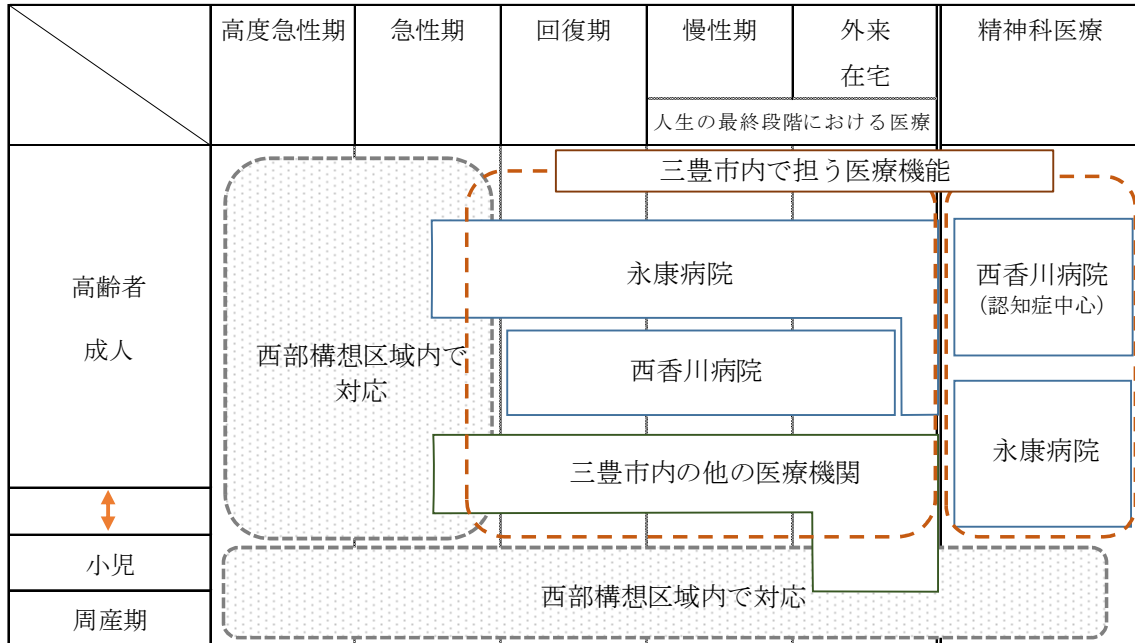 高度急性期
急性期
回復期
慢性期
外来
在宅
精神科医療
人生の最終段階における医療
三豊市内で担う医療機能
高齢者
成人
西部構想区域内で
対応
永康病院
西香川病院
西香川病院
(認知症中心)
三豊市内の他の医療機関
永康病院
小児
周産期
西部構想区域内で対応